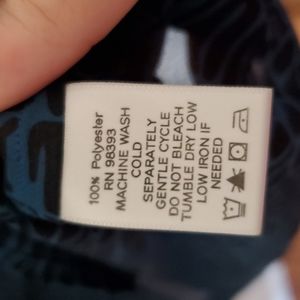 100% Polyester
RN 98393
MACHINE WASH
COLD
SEPARATELY
GENTLE CYCLE
DO NOT BLEACH
TUMBLE DRY LOW
LOW IRON IF
NEEDED